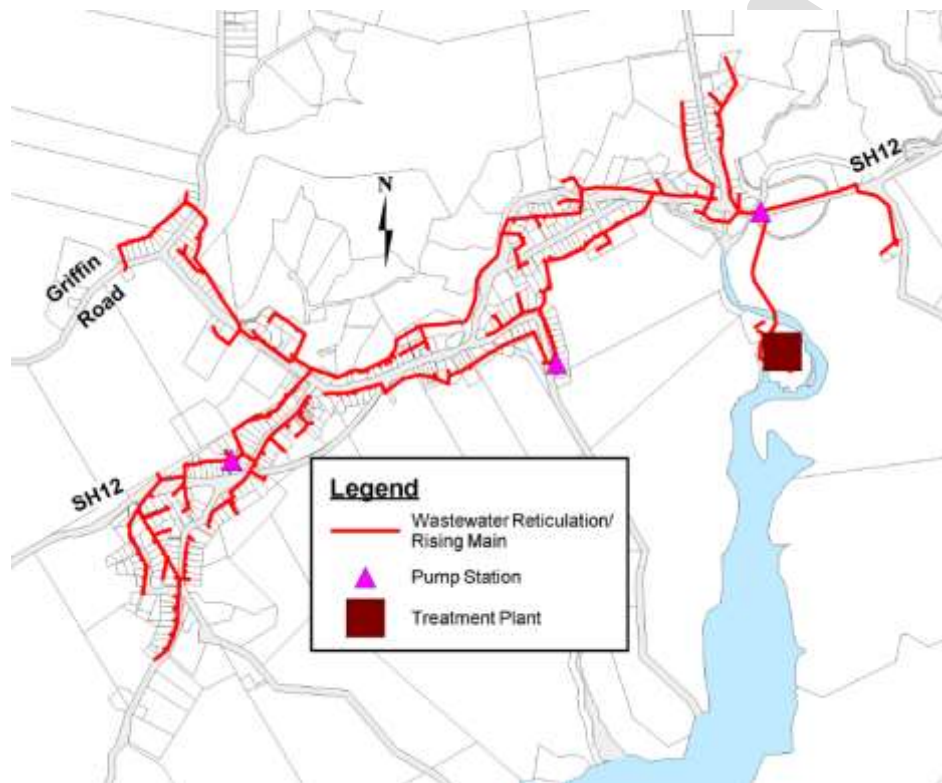 SH12
N
Griffin
Road
SH12
Legend
Wastewater Reticulation/
Rising Main
Pump Station
Treatment Plant